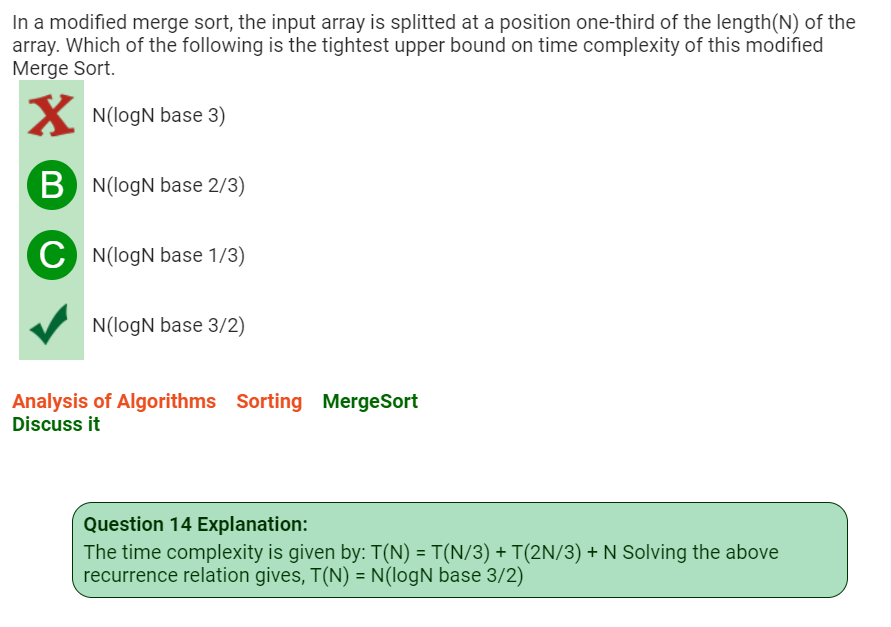 In a modified merge sort, the input array is splitted at a position one-third of the length(N) of the
array. Which of the following is the tightest upper bound on time complexity of this modified
Merge Sort.
X N(logN base 3)
B N(logN base 2/3)
C N(logN base 1/3)
N(logN base 3/2)
Analysis of Algorithms Sorting MergeSort
Discuss it
Question 14 Explanation:
The time complexity is given by: T(N) = T(N/3) + T(2N/3) + N Solving the above
recurrence relation gives, T(N) = N(logN base 3/2)